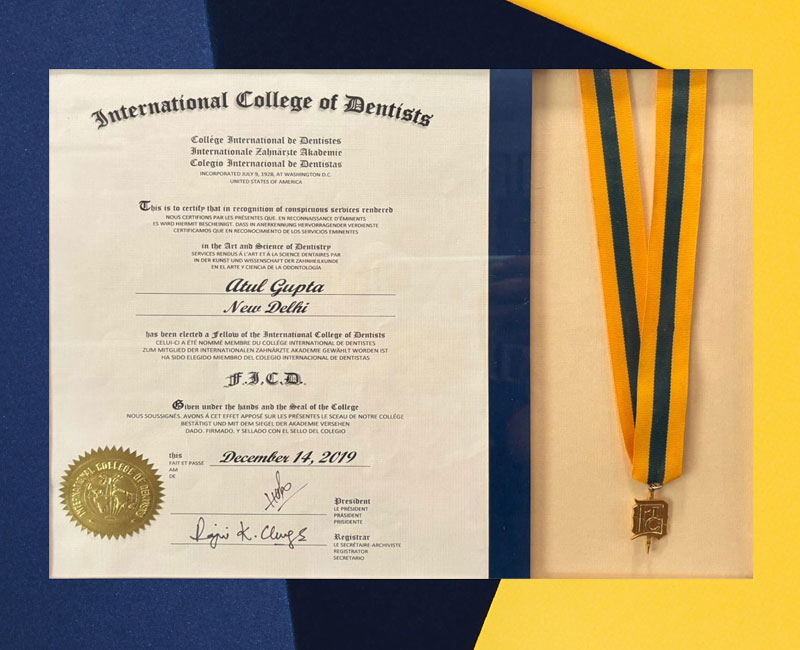 International College of Dentists
Collège International de Dentistes
Internationale Zahnärzte Akademie
Colegio Internacional de Dentistas
INCORPORATED JULY 9, 1928, AT WASHINGTON D.C.
UNITED STATES OF AMERICA
This is to certify that in recognition of conspicuous services rendered
NOUS CERTIFIONS PAR LES PRÉSENTES QUE, EN RECONNAISSANCE D'ÉMINENTS
ES WIRD HIERMIT BESCHEINIGT, DASS IN ANERKENNUNG HERVORRAGENDER VERDIENSTE
CERTIFICAMOS QUE EN RECONOCIMIENTO DE LOS SERVICIOS EMINENTES
in the Art and Science of Dentistry
SERVICES RENDUS À L'ART ET À LA SCIENCE DENTAIRES PAR
IN DER KUNST UND WISSENSCHAFT DER ZAHNHEILKUNDE
EN EL ARTE Y CIENCIA DE LA ODONTOLOGÍA
Atul Gupta
New Delhi
has been elected a Fellow of the International College of Dentists
CELUI-CI A ÉTÉ NOMMÉ MEMBRE DU COLLÈGE INTERNATIONAL DE DENTISTES
ZUM MITGLIED DER INTERNATIONALEN ZAHNÄRZTE AKADEMIE GEWÄHLT WORDEN IST
HA SIDO ELEGIDO MIEMBRO DEL COLEGIO INTERNACIONAL DE DENTISTAS
F.I.C.D.
Given under the hands and the Seal of the College
NOUS SOUSSIGNÉS. AVONS À CET EFFET APPOSÉ SUR LES PRÉSENTES LE SCEAU DE NOTRE COLLÈGE
BESTÄTIGT UND MIT DEM SIEGEL DER AKADEMIE VERSEHEN
DADO, FIRMADO, Y SELLADO CON EL SELLO DEL COLEGIO
this December 14, 2019
FAIT ET PASSÉ
AM
DE
INTERNATIONAL COLLEGE OF DENTISTS
President
LE PRÉSIDENT
PRÄSIDENT
PRISIDENTE
Registrar
LE SECRÉTAIRE-ARCHIVISTE
REGISTRATOR
SECRETARIO